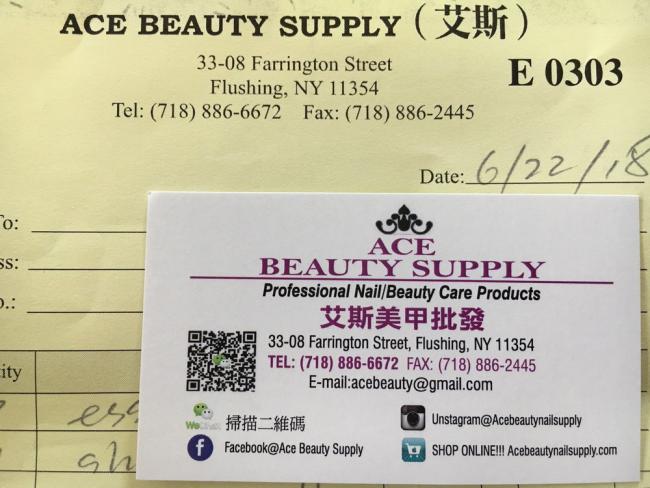 ACE BEAUTY SUPPLY (艾斯)
33-08 Farrington Street
Flushing, NY 11354
E 0303
Tel: (718) 886-6672 Fax: (718) 886-2445
Date: 6/22/18
To:
ACE
BEAUTY SUPPLY
Professional Nail/Beauty Care Products
艾斯美甲批發
33-08 Farrington Street, Flushing, NY 11354
TEL: (718) 886-6672 FAX: (718) 886-2445
E-mail:acebeauty@gmail.com
WeChat 掃描二維碼
Unstagram@Acebeautynailsupply
Facebook@Ace Beauty Supply
SHOP ONLINE!!! Acebeautynailsupply.com